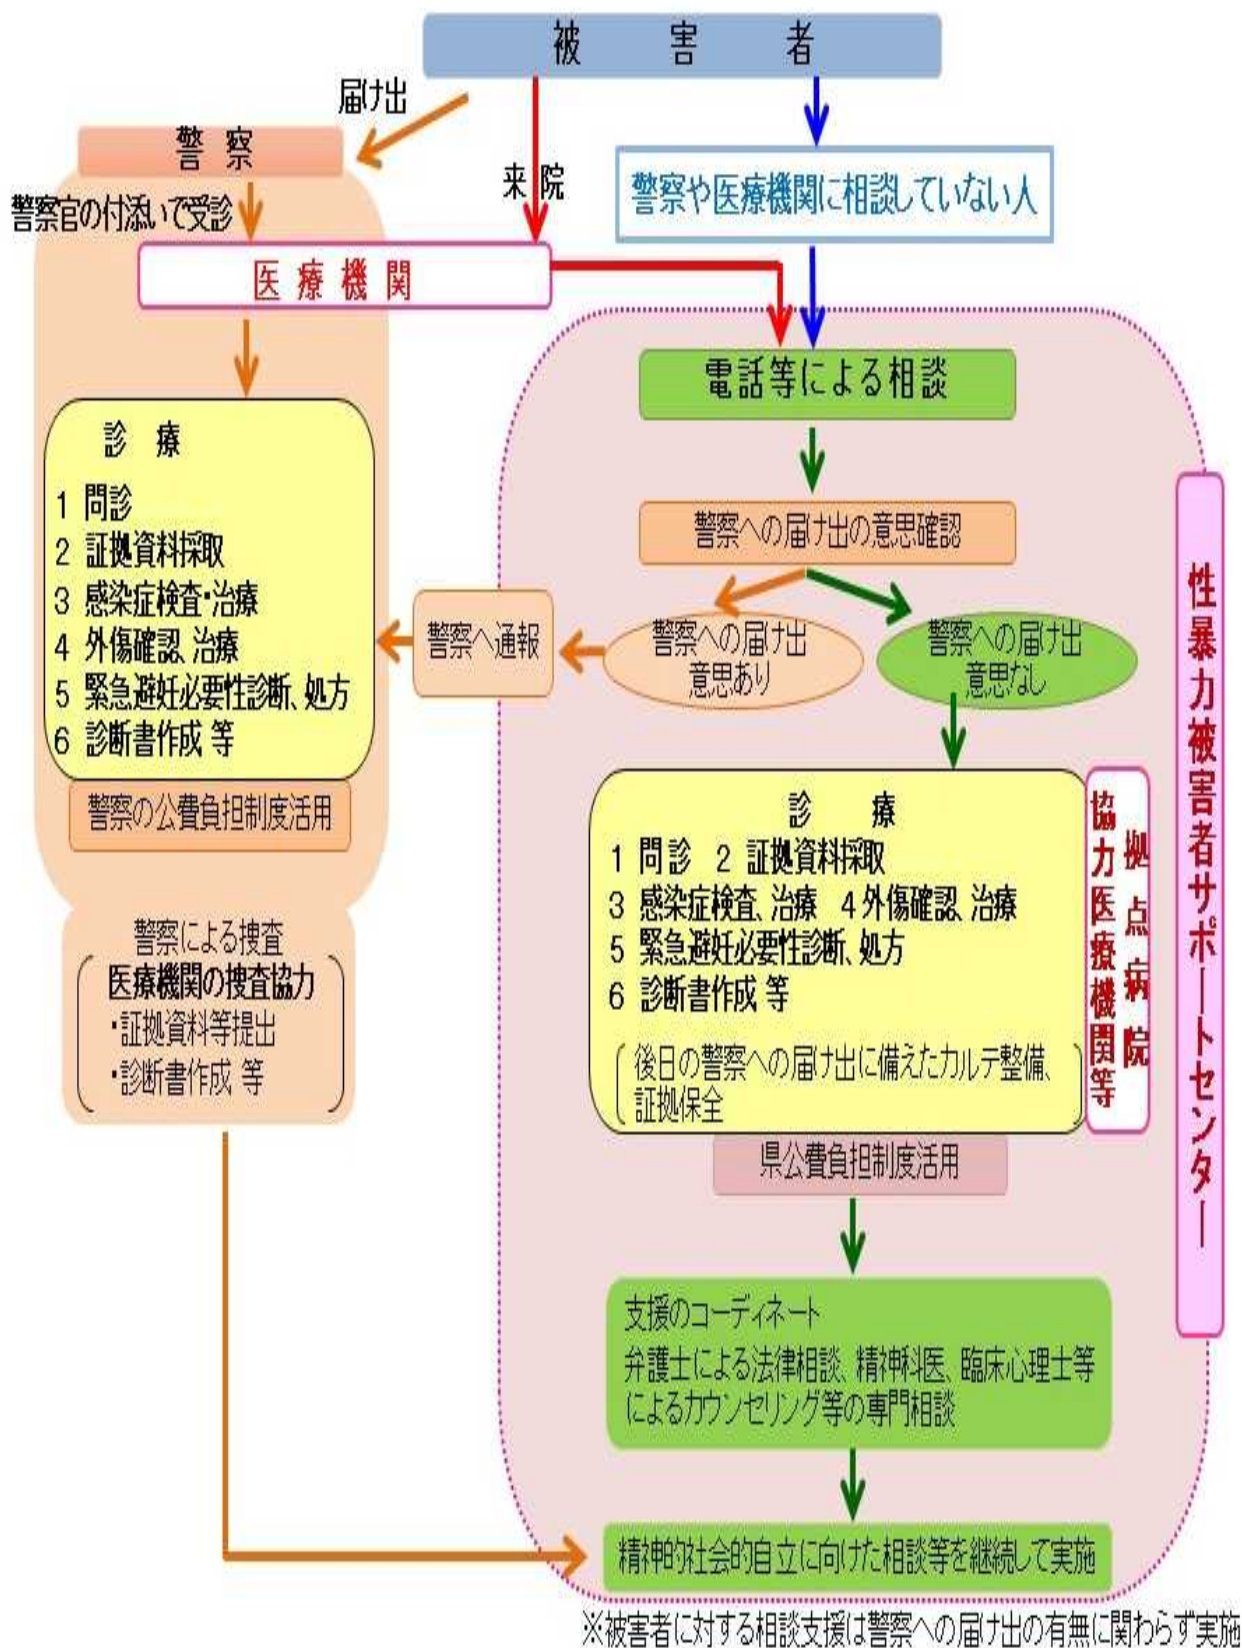 被害者
届け出
警察
来院
警察や医療機関に相談していない人
警察官の付添いで受診
医療機関
電話等による相談
診 療
1 問診
2 証拠資料採取
3 感染症検査・治療
4 外傷確認、治療
5 緊急避妊必要性診断、処方
6 診断書作成 等
警察の公費負担制度活用
警察への届け出の意思確認
警察へ通報
警察への届け出
意思あり
警察への届け出
意思なし
診 療
1 問診 2 証拠資料採取
3 感染症検査、治療 4 外傷確認、治療
5 緊急避妊必要性診断、処方
6 診断書作成 等
後日の警察への届け出に備えたカルテ整備、
証拠保全
拠点病院
協力医療機関等
性暴力被害者サポートセンター
警察による捜査
医療機関の捜査協力
・証拠資料等提出
・診断書作成 等
県公費負担制度活用
支援のコーディネート
弁護士による法律相談、精神科医、臨床心理士等
によるカウンセリング等の専門相談
精神的社会的自立に向けた相談等を継続して実施
※被害者に対する相談支援は警察への届け出の有無に関わらず実施